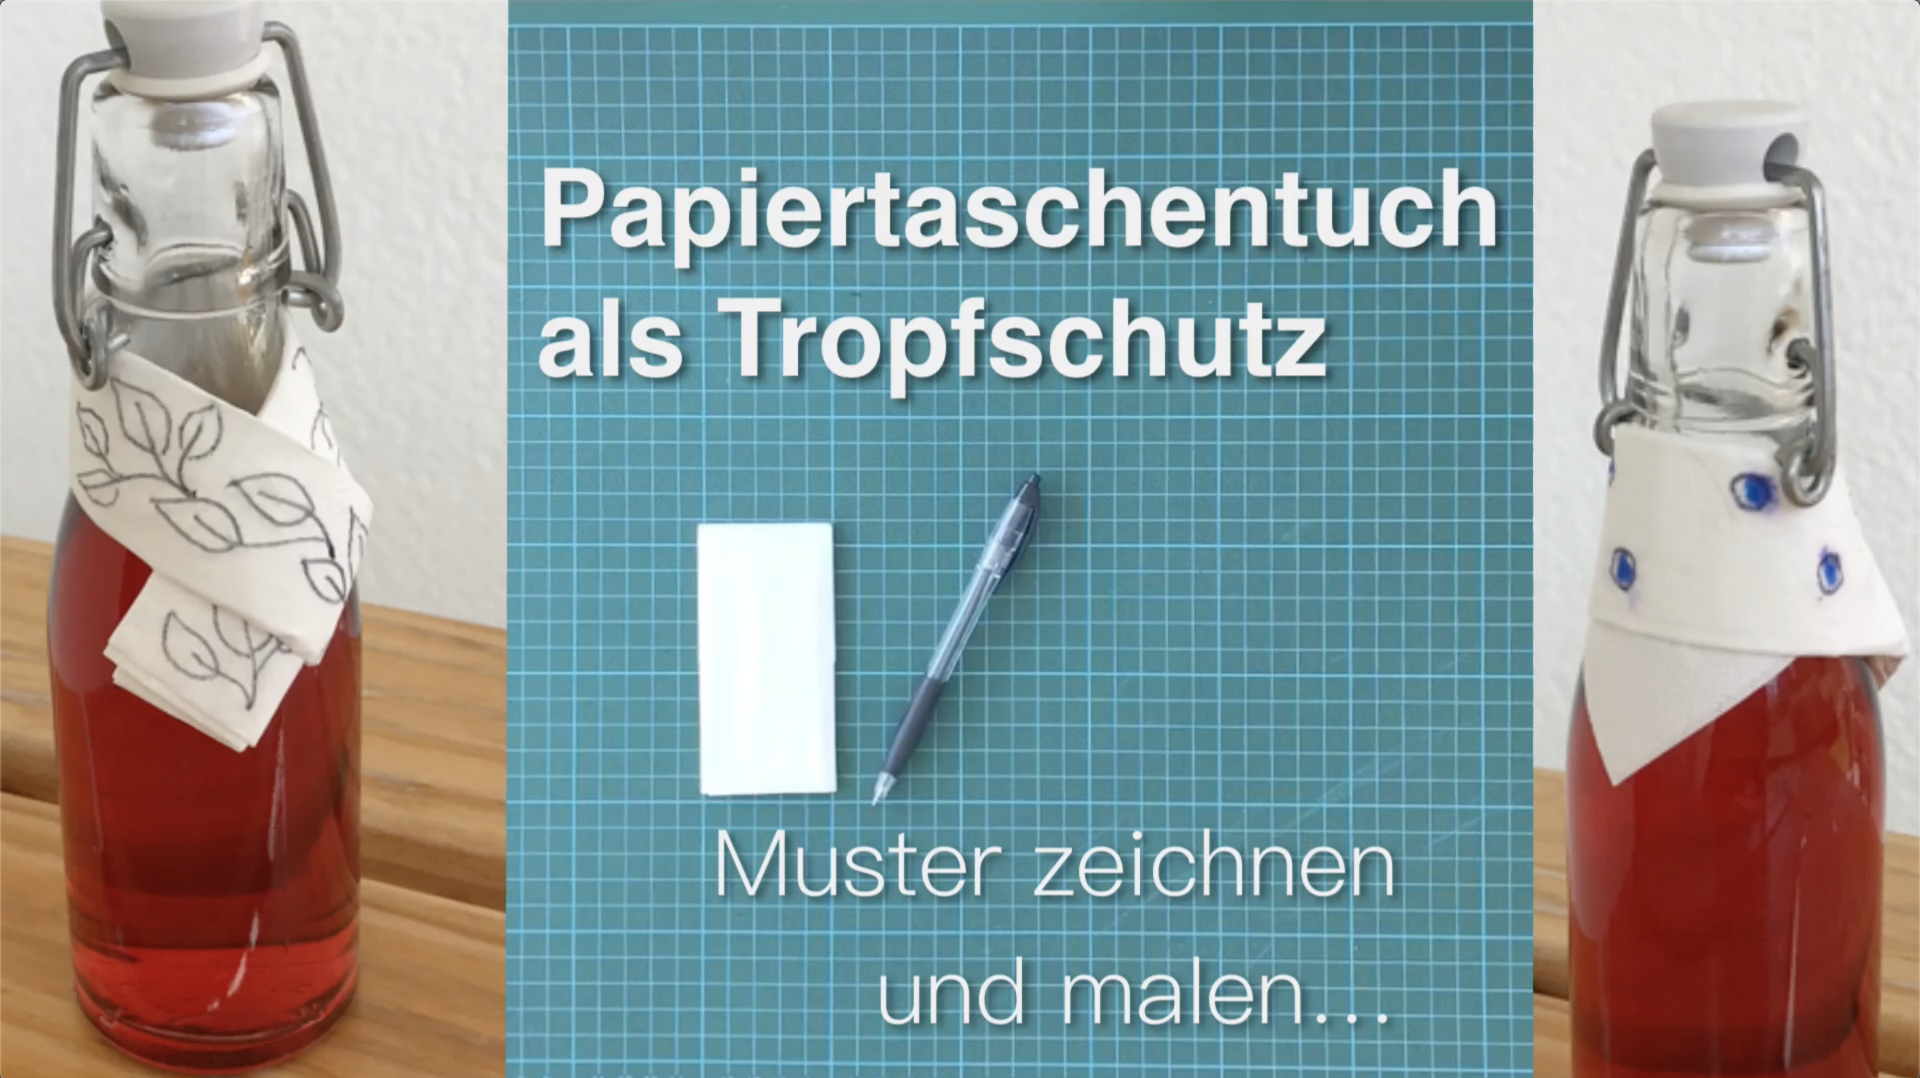 Papiertaschentuch
als Tropfschutz
Muster zeichnen
und malen...